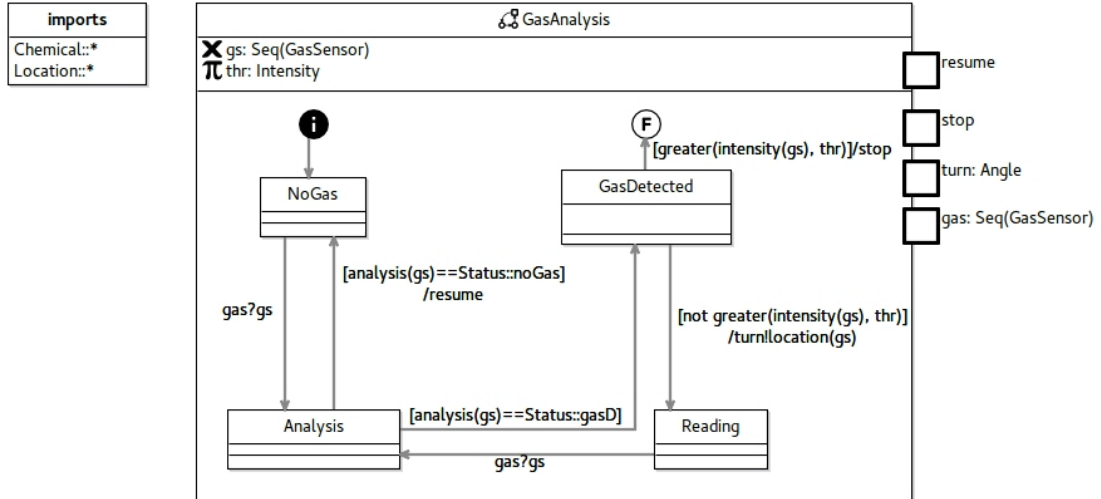 imports
Chemical::*
Location::*
GasAnalysis
gs: Seq(GasSensor)
π thr: Intensity
resume
stop
turn: Angle
gas: Seq(GasSensor)
i
F
[greater(intensity(gs), thr)]/stop
NoGas
GasDetected
[analysis(gs)==Status::noGas]
/resume
gas?gs
[not greater(intensity(gs), thr)]
/turn!location(gs)
Analysis
[analysis(gs)==Status::gasD]
Reading
gas?gs